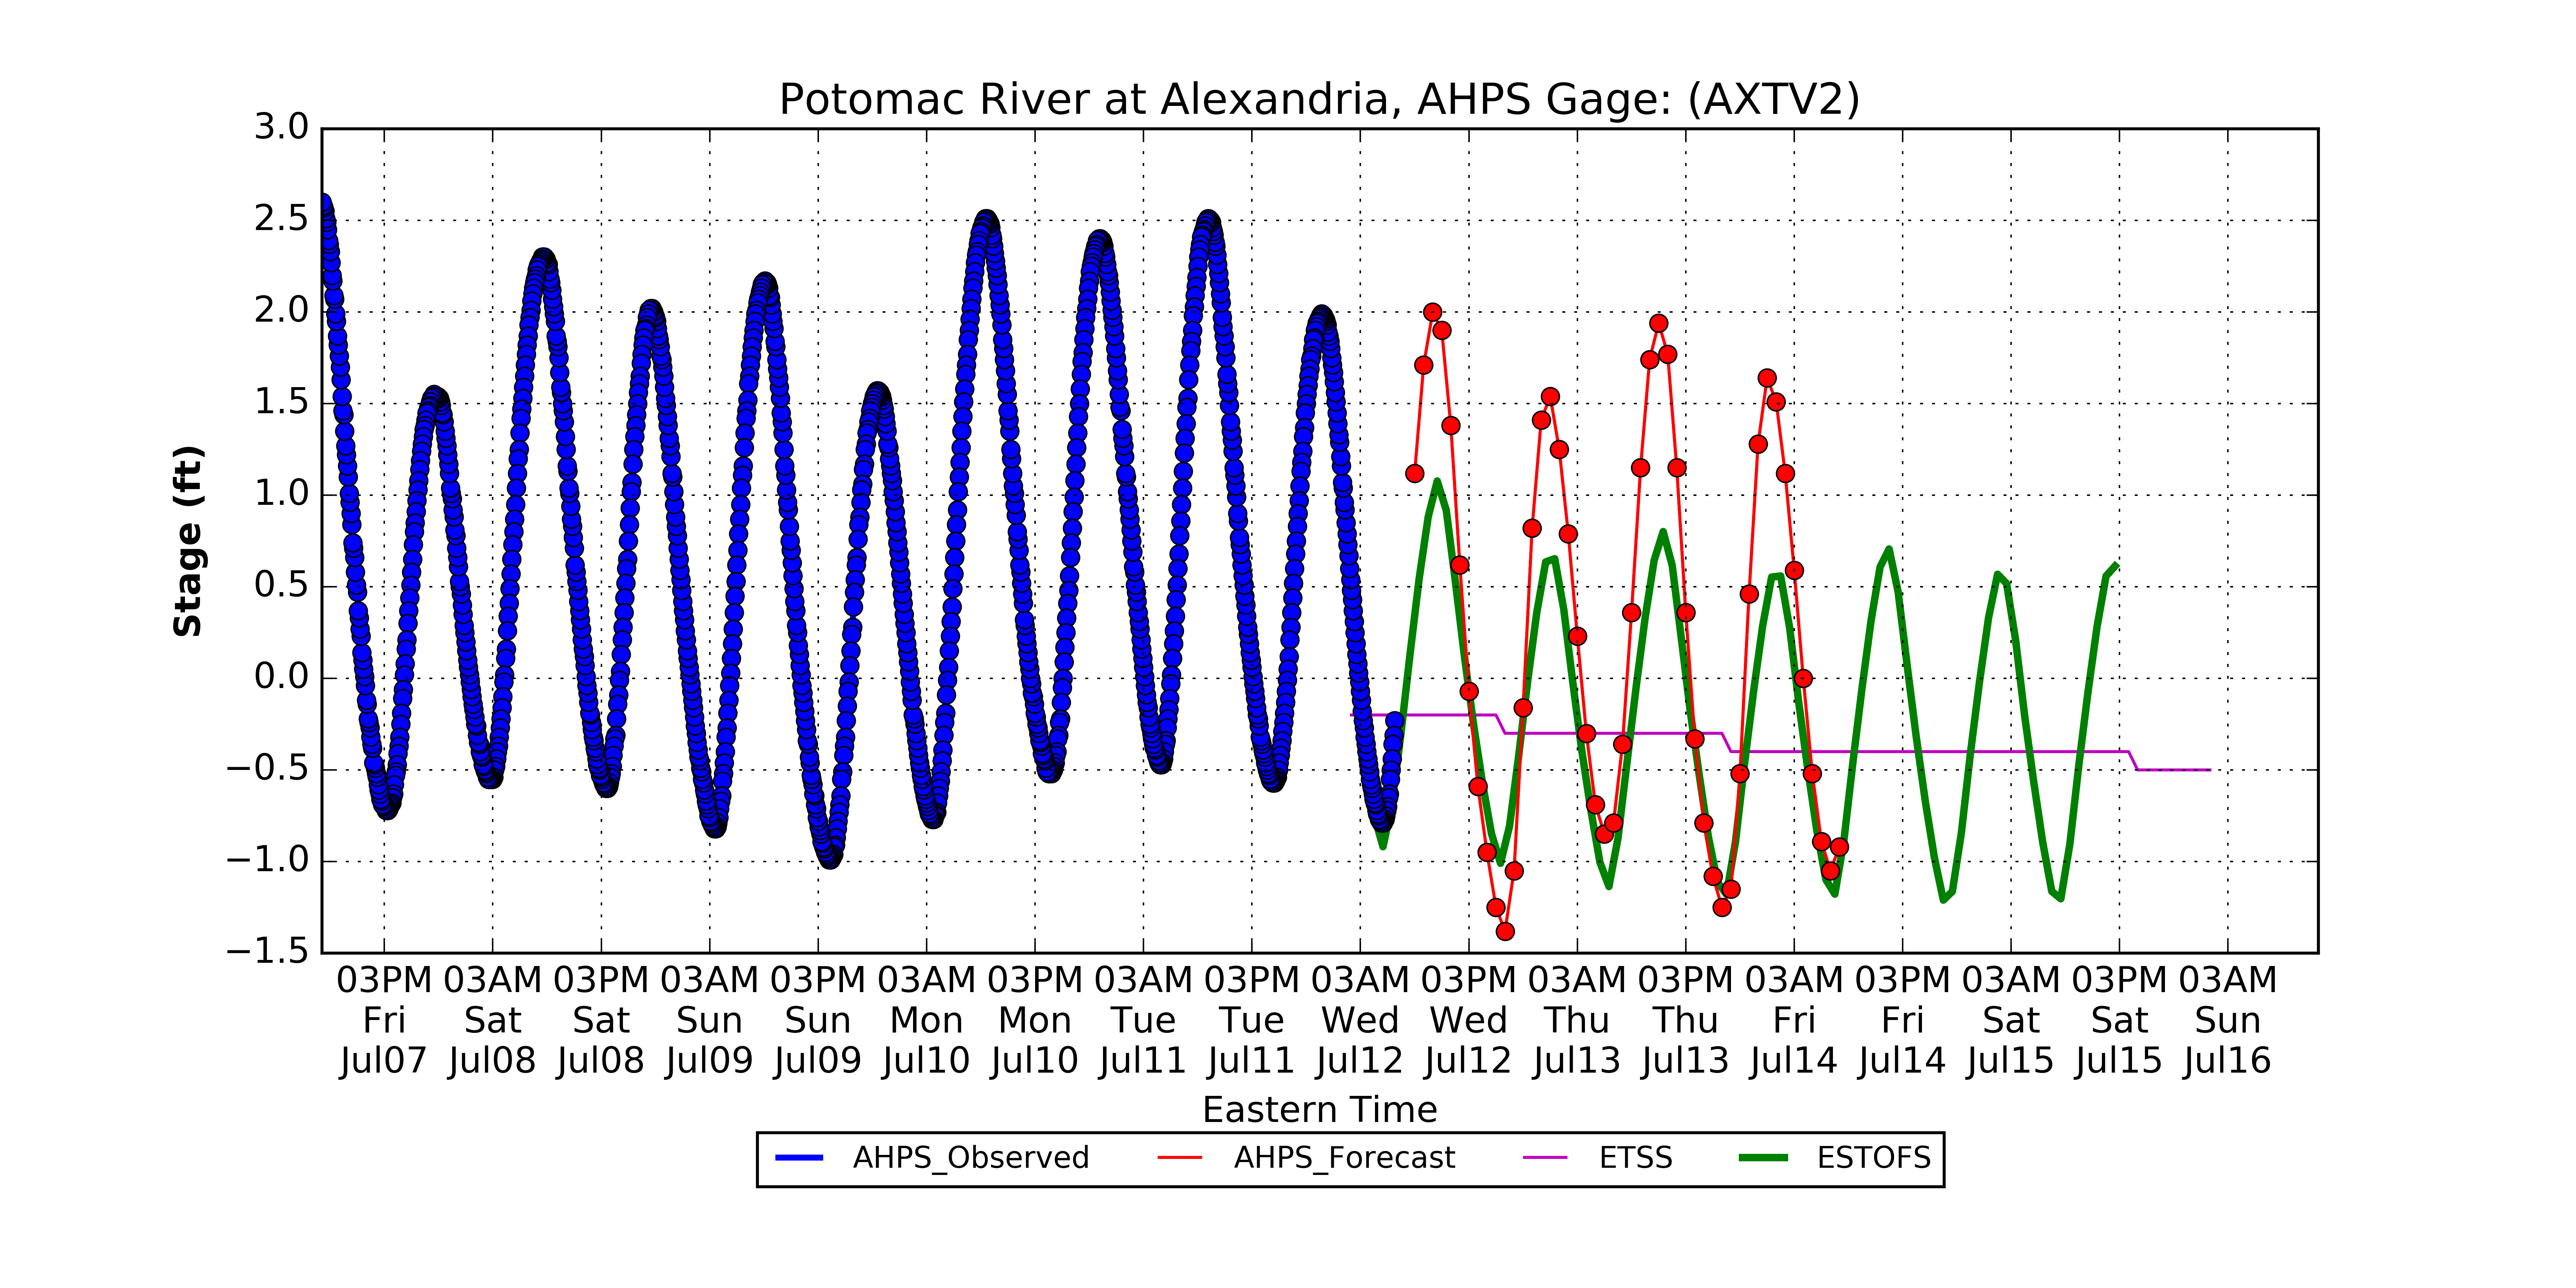 Potomac River at Alexandria, AHPS Gage: (AXTV2)
3.0
2.5
2.0
1.5
1.0
0.5
0.0
−0.5
−1.0
−1.5
Stage (ft)
03PM 03AM 03PM 03AM 03PM 03AM 03PM 03AM 03PM 03AM 03PM 03AM 03PM 03AM 03PM 03AM 03PM 03AM
Fri Sat Sat Sun Sun Mon Mon Tue Tue Wed Wed Thu Thu Fri Fri Sat Sat Sun
Jul07 Jul08 Jul08 Jul09 Jul09 Jul10 Jul10 Jul11 Jul11 Jul12 Jul12 Jul13 Jul13 Jul14 Jul14 Jul15 Jul15 Jul16
Eastern Time
AHPS_Observed AHPS_Forecast ETSS ESTOFS